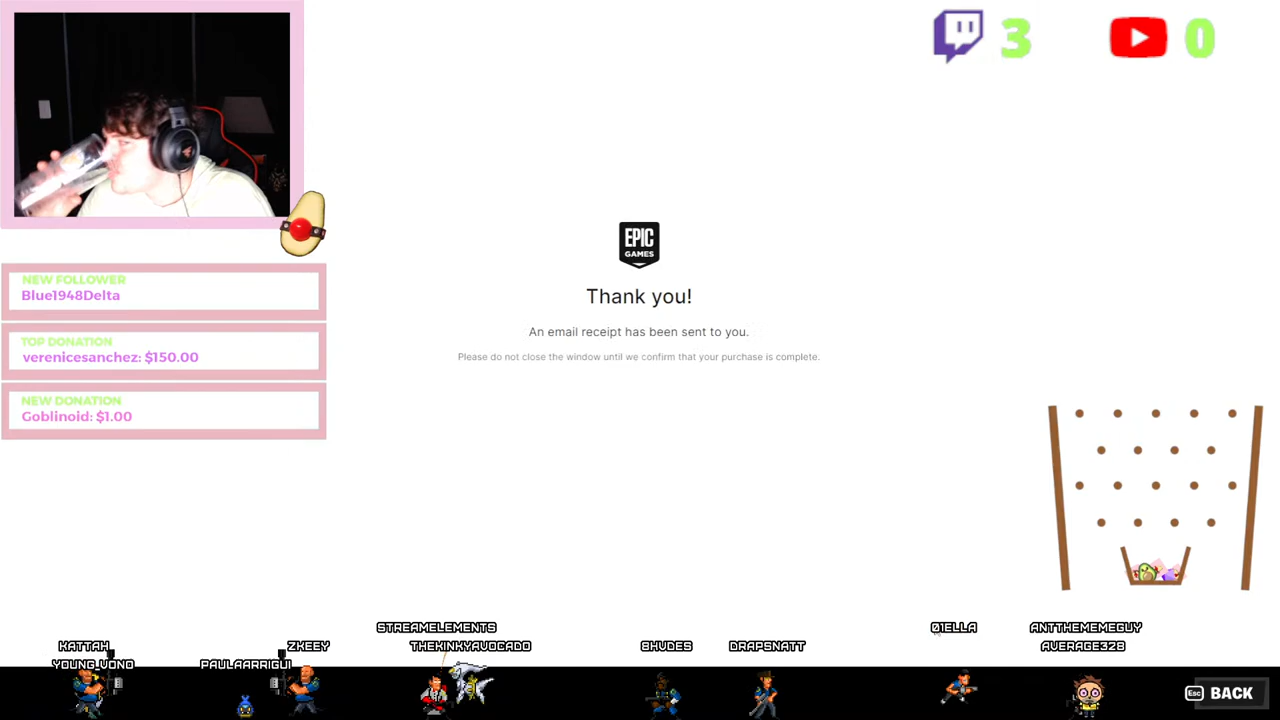 3
0
EPIC
GAMES
Thank you!
An email receipt has been sent to you.
Please do not close the window until we confirm that your purchase is complete.
NEW FOLLOWER
Blue1948Delta
TOP DONATION
verenicesanchez: $150.00
NEW DONATION
Goblinoid: $1.00
STREAMELEMENTS
01ELLA
ANTTHEMEMEGUY
KATTAH
ZKEEY
THEKINKYAVOCADO
8HVDES
DRAPSNATT
AVERAGE328
YOUNG_VONO
PAULAARRIGUI
Esc BACK